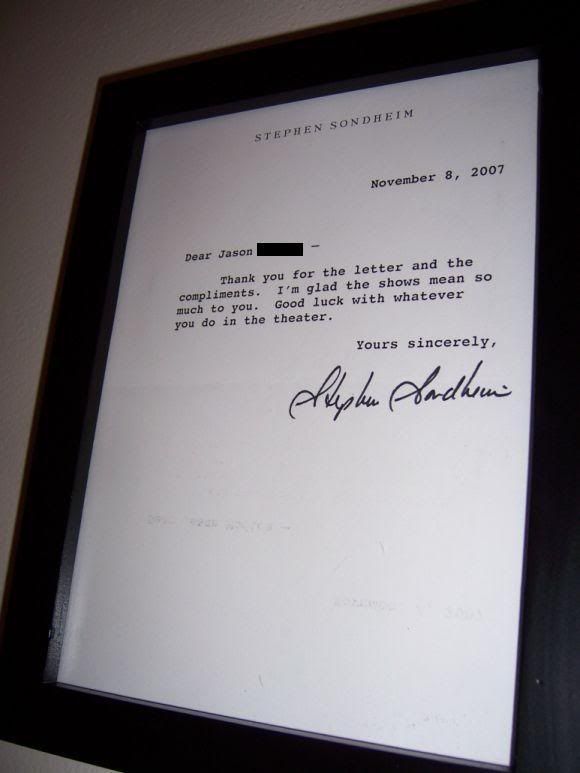 STEPHEN SONDHEIM
November 8, 2007
Dear Jason –
Thank you for the letter and the
compliments. I'm glad the shows mean so
much to you. Good luck with whatever
you do in the theater.
Yours sincerely,
Stephen Sondheim